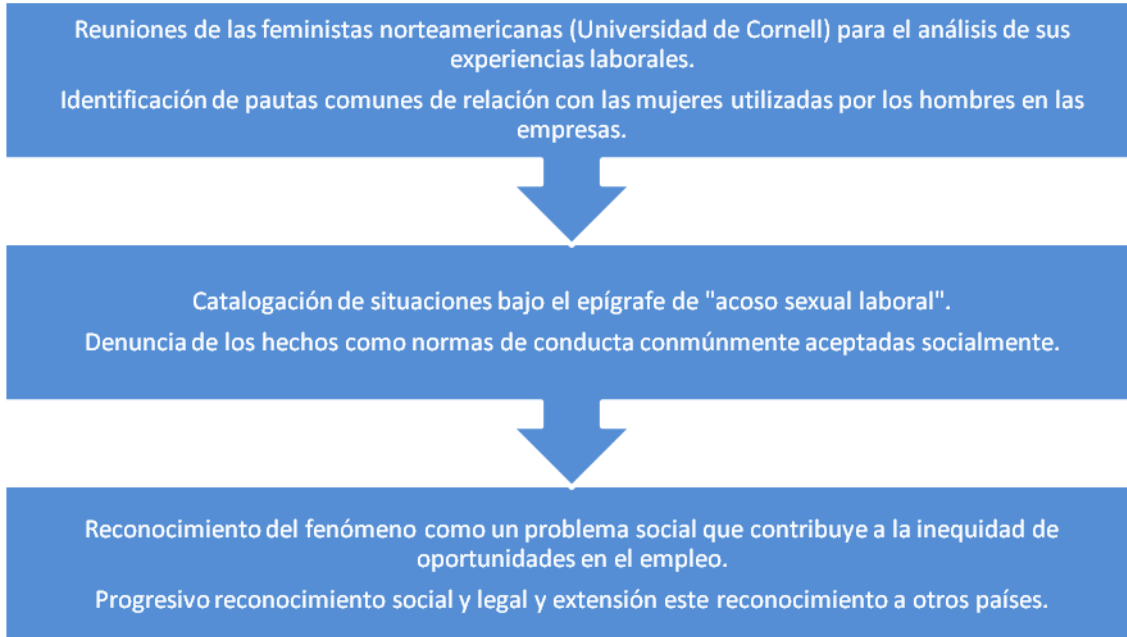 Reuniones de las feministas norteamericanas (Universidad de Cornell) para el análisis de sus
experiencias laborales.
Identificación de pautas comunes de relación con las mujeres utilizadas por los hombres en las
empresas.
Catalogación de situaciones bajo el epígrafe de "acoso sexual laboral".
Denuncia de los hechos como normas de conducta conmúnmente aceptadas socialmente.
Reconocimiento del fenómeno como un problema social que contribuye a la inequidad de
oportunidades en el empleo.
Progresivo reconocimiento social y legal y extensión este reconocimiento a otros países.